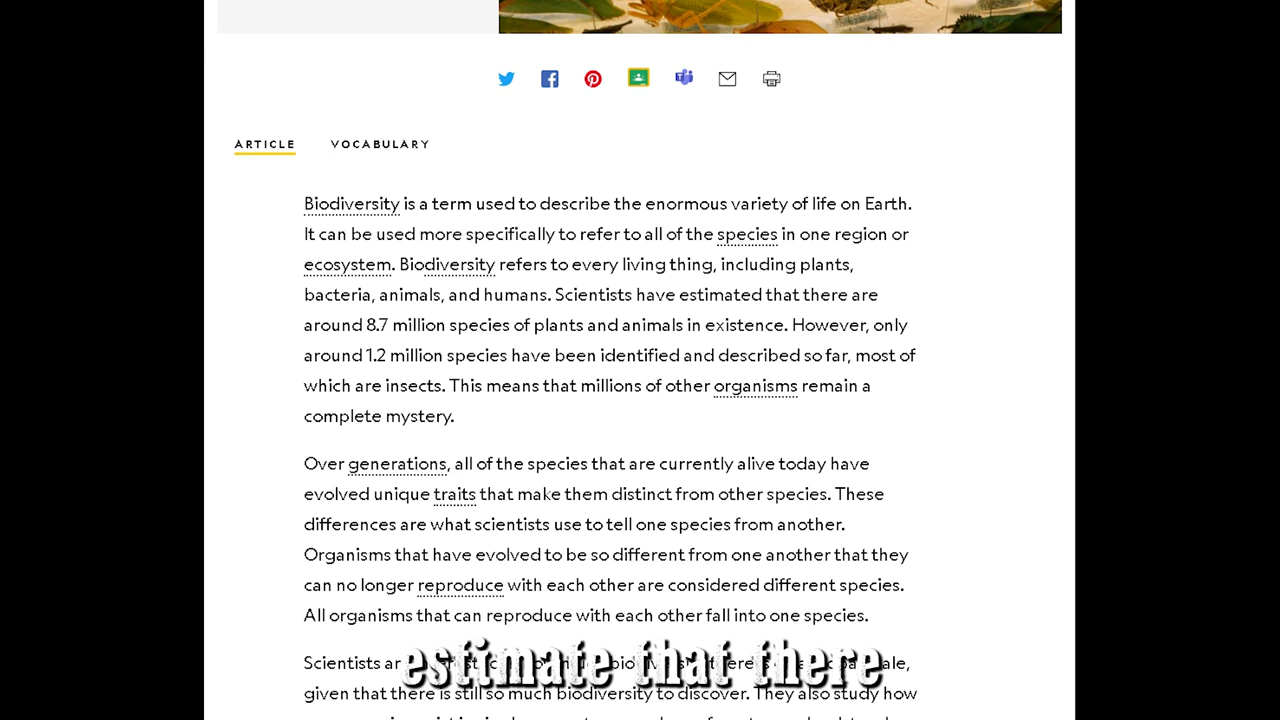 ARTICLE VOCABULARY
Biodiversity is a term used to describe the enormous variety of life on Earth.
It can be used more specifically to refer to all of the species in one region or
ecosystem. Biodiversity refers to every living thing, including plants,
bacteria, animals, and humans. Scientists have estimated that there are
around 8.7 million species of plants and animals in existence. However, only
around 1.2 million species have been identified and described so far, most of
which are insects. This means that millions of other organisms remain a
complete mystery.
Over generations, all of the species that are currently alive today have
evolved unique traits that make them distinct from other species. These
differences are what scientists use to tell one species from another.
Organisms that have evolved to be so different from one another that they
can no longer reproduce with each other are considered different species.
All organisms that can reproduce with each other fall into one species.
Scientists
estimate that there
given that there is still so much biodiversity to discover. They also study how